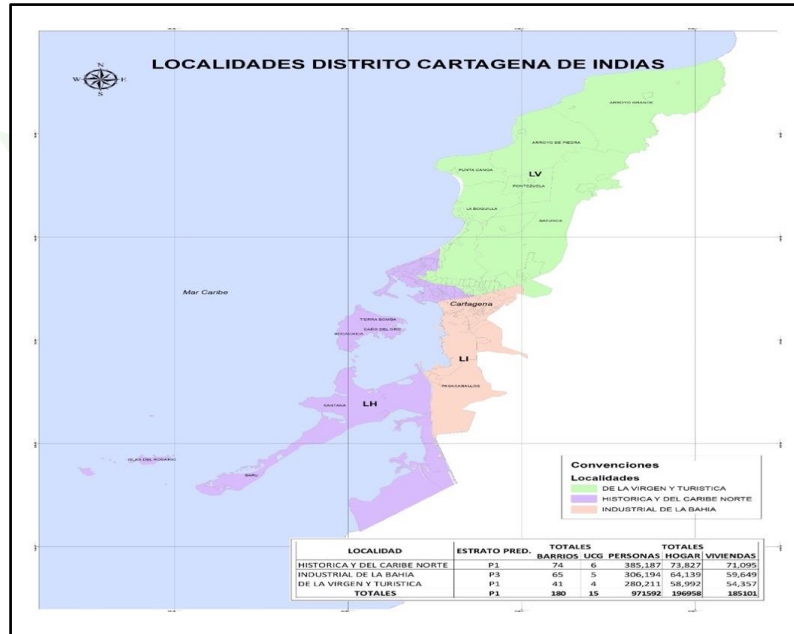 LOCALIDADES DISTRITO CARTAGENA DE INDIAS
N
W E
S
ARROYO GRANDE
ARROYO DE PIEDRA
PUNTA CANOA
LV
PONTEZUELA
LA BOQUILLA
BAYUNCA
Mar Caribe
Cartagena
TIERRA BOMBA
CAÑO DEL ORO
BOCACHICA
LI
PASACABALLOS
SANTANA
LH
ISLAS DEL ROSARIO
BARU
Convenciones
Localidades
DE LA VIRGEN Y TURISTICA
HISTORICA Y DEL CARIBE NORTE
INDUSTRIAL DE LA BAHIA
LOCALIDAD ESTRATO PRED. TOTALES TOTALES
BARRIOS UCG PERSONAS HOGAR VIVIENDAS
HISTORICA Y DEL CARIBE NORTE P1 74 6 385,187 73,827 71,095
INDUSTRIAL DE LA BAHIA P3 65 5 306,194 64,139 59,649
DE LA VIRGEN Y TURISTICA P1 41 4 280,211 58,992 54,357
TOTALES P1 180 15 971592 196958 185101